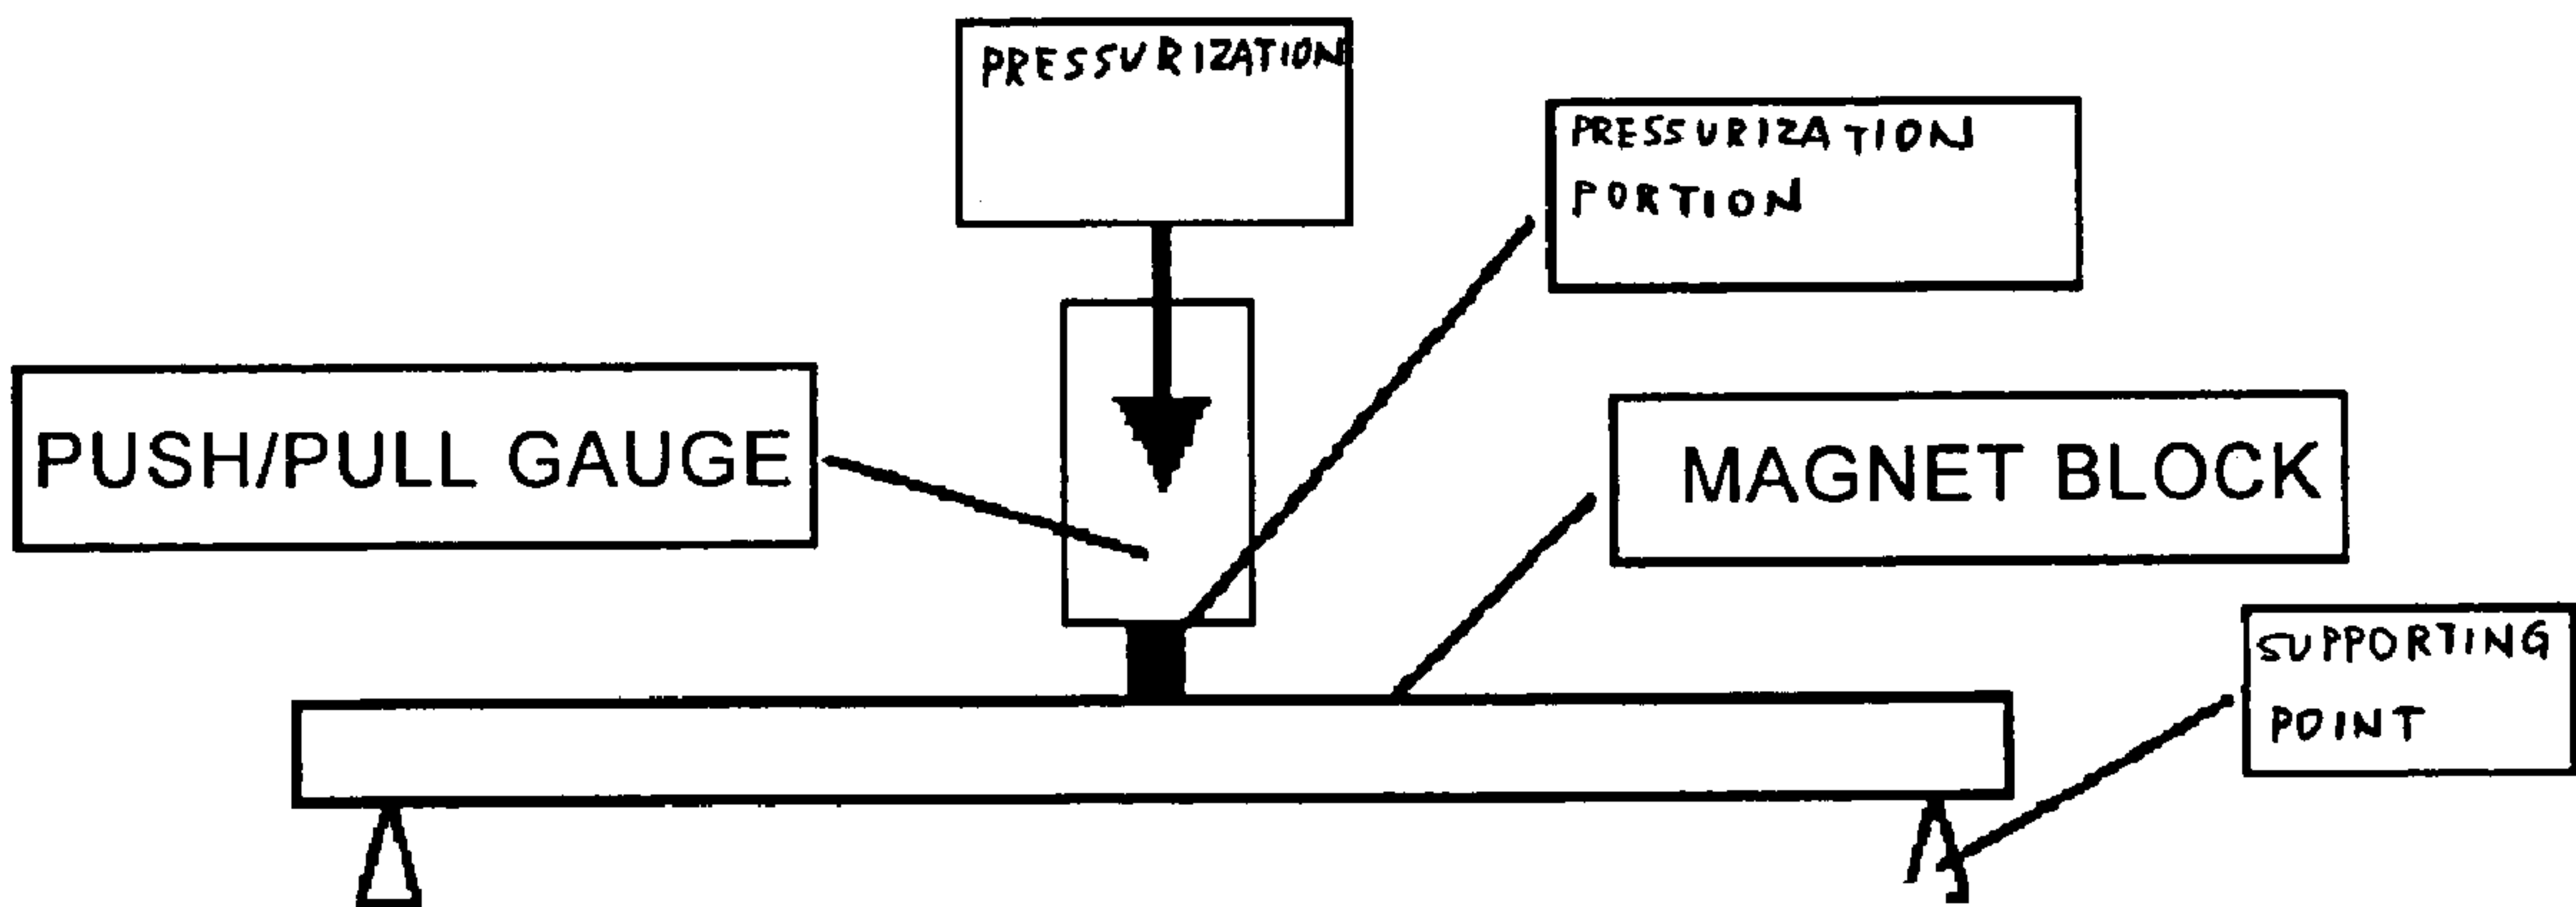 PRESSURIZATION
PRESSURIZATION
PORTION
PUSH/PULL GAUGE
MAGNET BLOCK
SUPPORTING
POINT